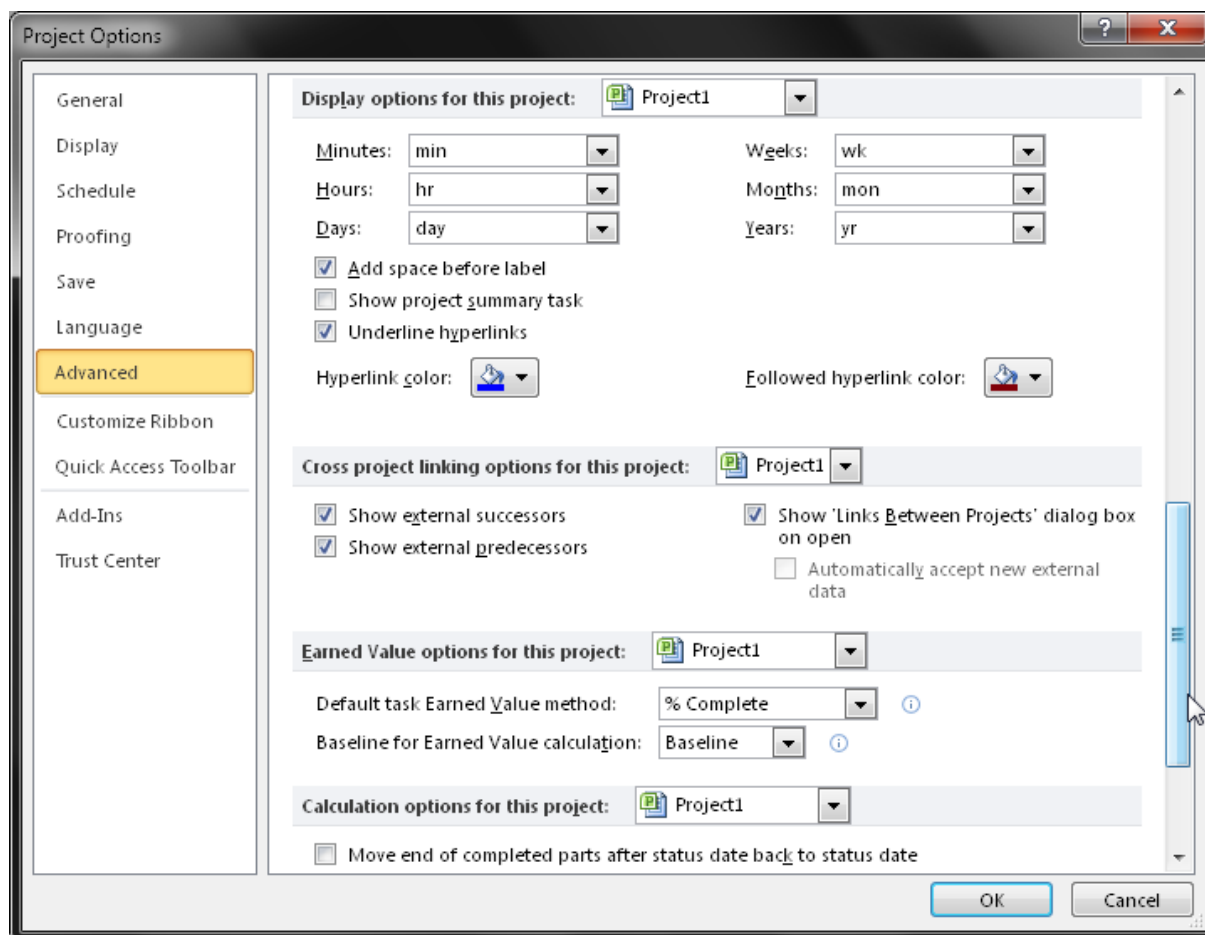 Project Options
General
Display
Schedule
Proofing
Save
Language
Advanced
Customize Ribbon
Quick Access Toolbar
Add-Ins
Trust Center
Display options for this project: Project1
Minutes: min Weeks: wk
Hours: hr Months: mon
Days: day Years: yr
Add space before label
Show project summary task
Underline hyperlinks
Hyperlink color: Followed hyperlink color:
Cross project linking options for this project: Project1
Show external successors Show 'Links Between Projects' dialog box
on open
Show external predecessors
Automatically accept new external
data
Earned Value options for this project: Project1
Default task Earned Value method: % Complete
Baseline for Earned Value calculation: Baseline
Calculation options for this project: Project1
Move end of completed parts after status date back to status date
OK Cancel